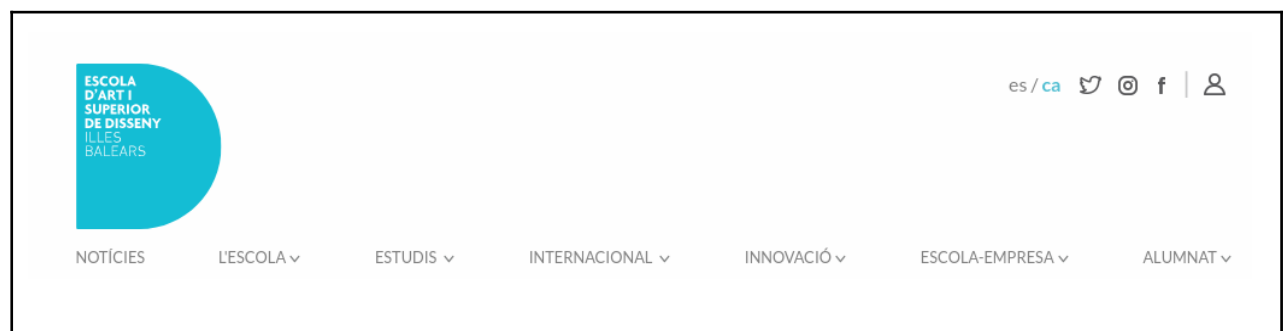 ESCOLA
D'ART I
SUPERIOR
DE DISSENY
ILLES
BALEARS
es / ca
NOTÍCIES L'ESCOLA ESTUDIS INTERNACIONAL INNOVACIÓ ESCOLA-EMPRESA ALUMNAT